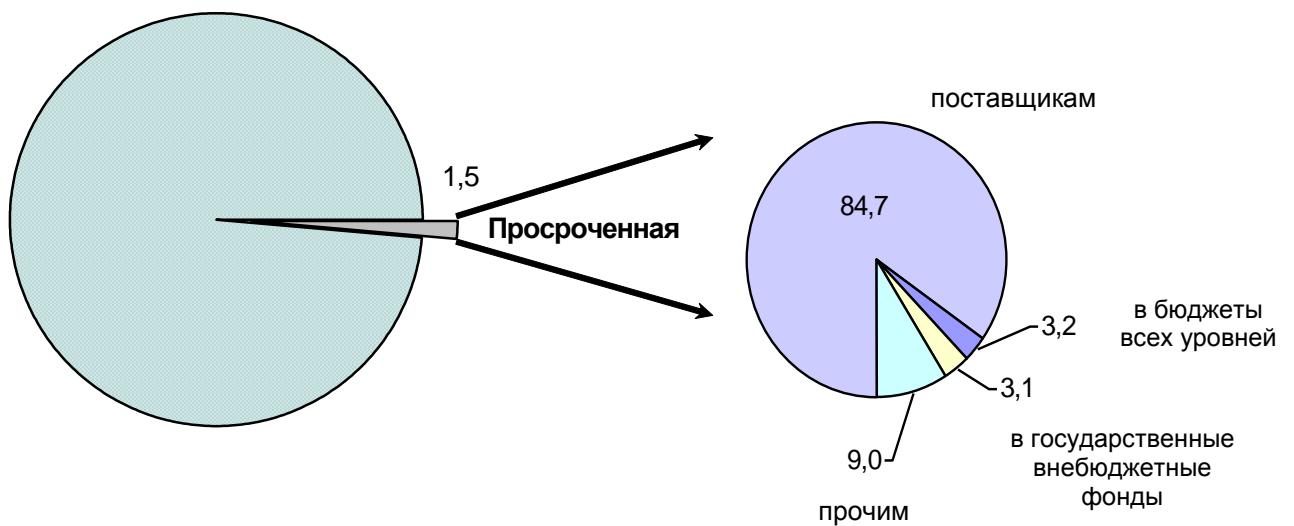 поставщикам
1,5
84,7
Просроченная
в бюджеты
всех уровней
3,2
3,1
в государственные
внебюджетные
фонды
9,0
прочим